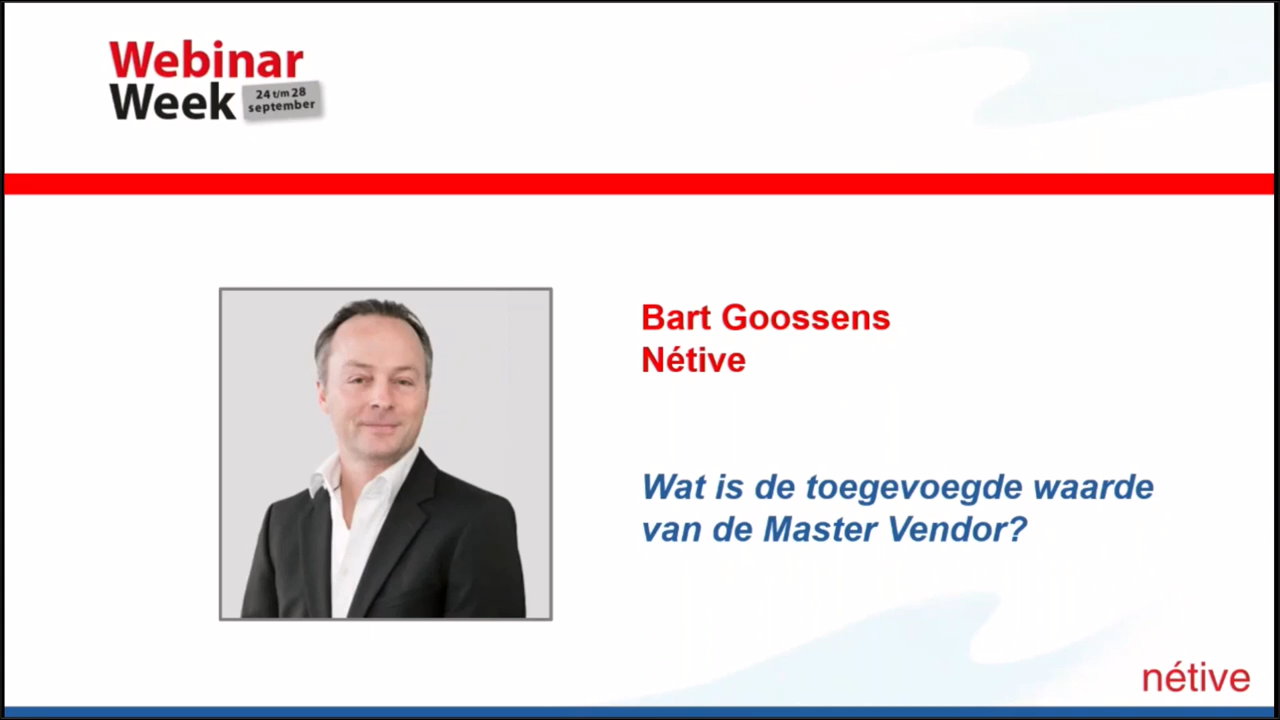 Webinar
Week
24 t/m 28
september
Bart Goossens
Nétive
Wat is de toegevoegde waarde
van de Master Vendor?
nétive